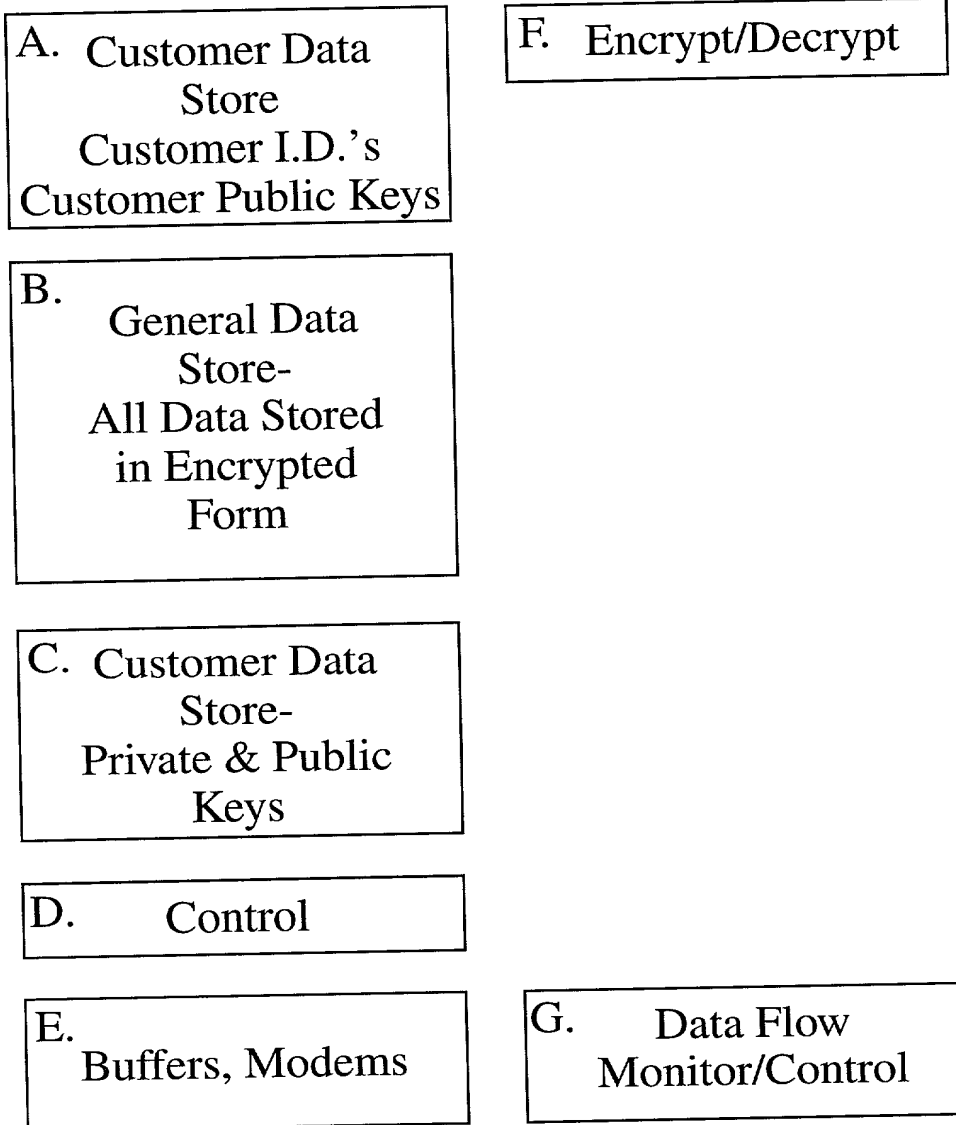 A. Customer Data
Store
Customer I.D.'s
Customer Public Keys
B.
General Data
Store-
All Data Stored
in Encrypted
Form
C. Customer Data
Store-
Private & Public
Keys
D. Control
E.
Buffers, Modems
F. Encrypt/Decrypt
G. Data Flow
Monitor/Control